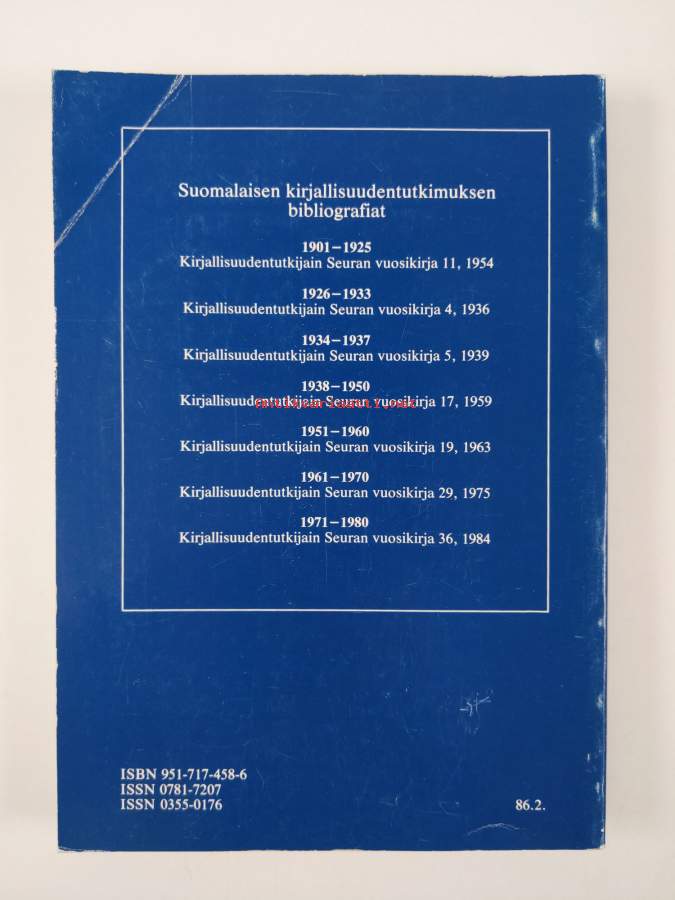 Suomalaisen kirjallisuudentutkimuksen
bibliografiat
1901–1925
Kirjallisuudentutkijain Seuran vuosikirja 11, 1954
1926–1933
Kirjallisuudentutkijain Seuran vuosikirja 4, 1936
1934–1937
Kirjallisuudentutkijain Seuran vuosikirja 5, 1939
1938–1950
Kirjallisuudentutkijain Seuran vuosikirja 17, 1959
1951–1960
Kirjallisuudentutkijain Seuran vuosikirja 19, 1963
1961–1970
Kirjallisuudentutkijain Seuran vuosikirja 29, 1975
1971–1980
Kirjallisuudentutkijain Seuran vuosikirja 36, 1984
ISBN 951-717-458-6
ISSN 0781-7207
ISSN 0355-0176
86.2.